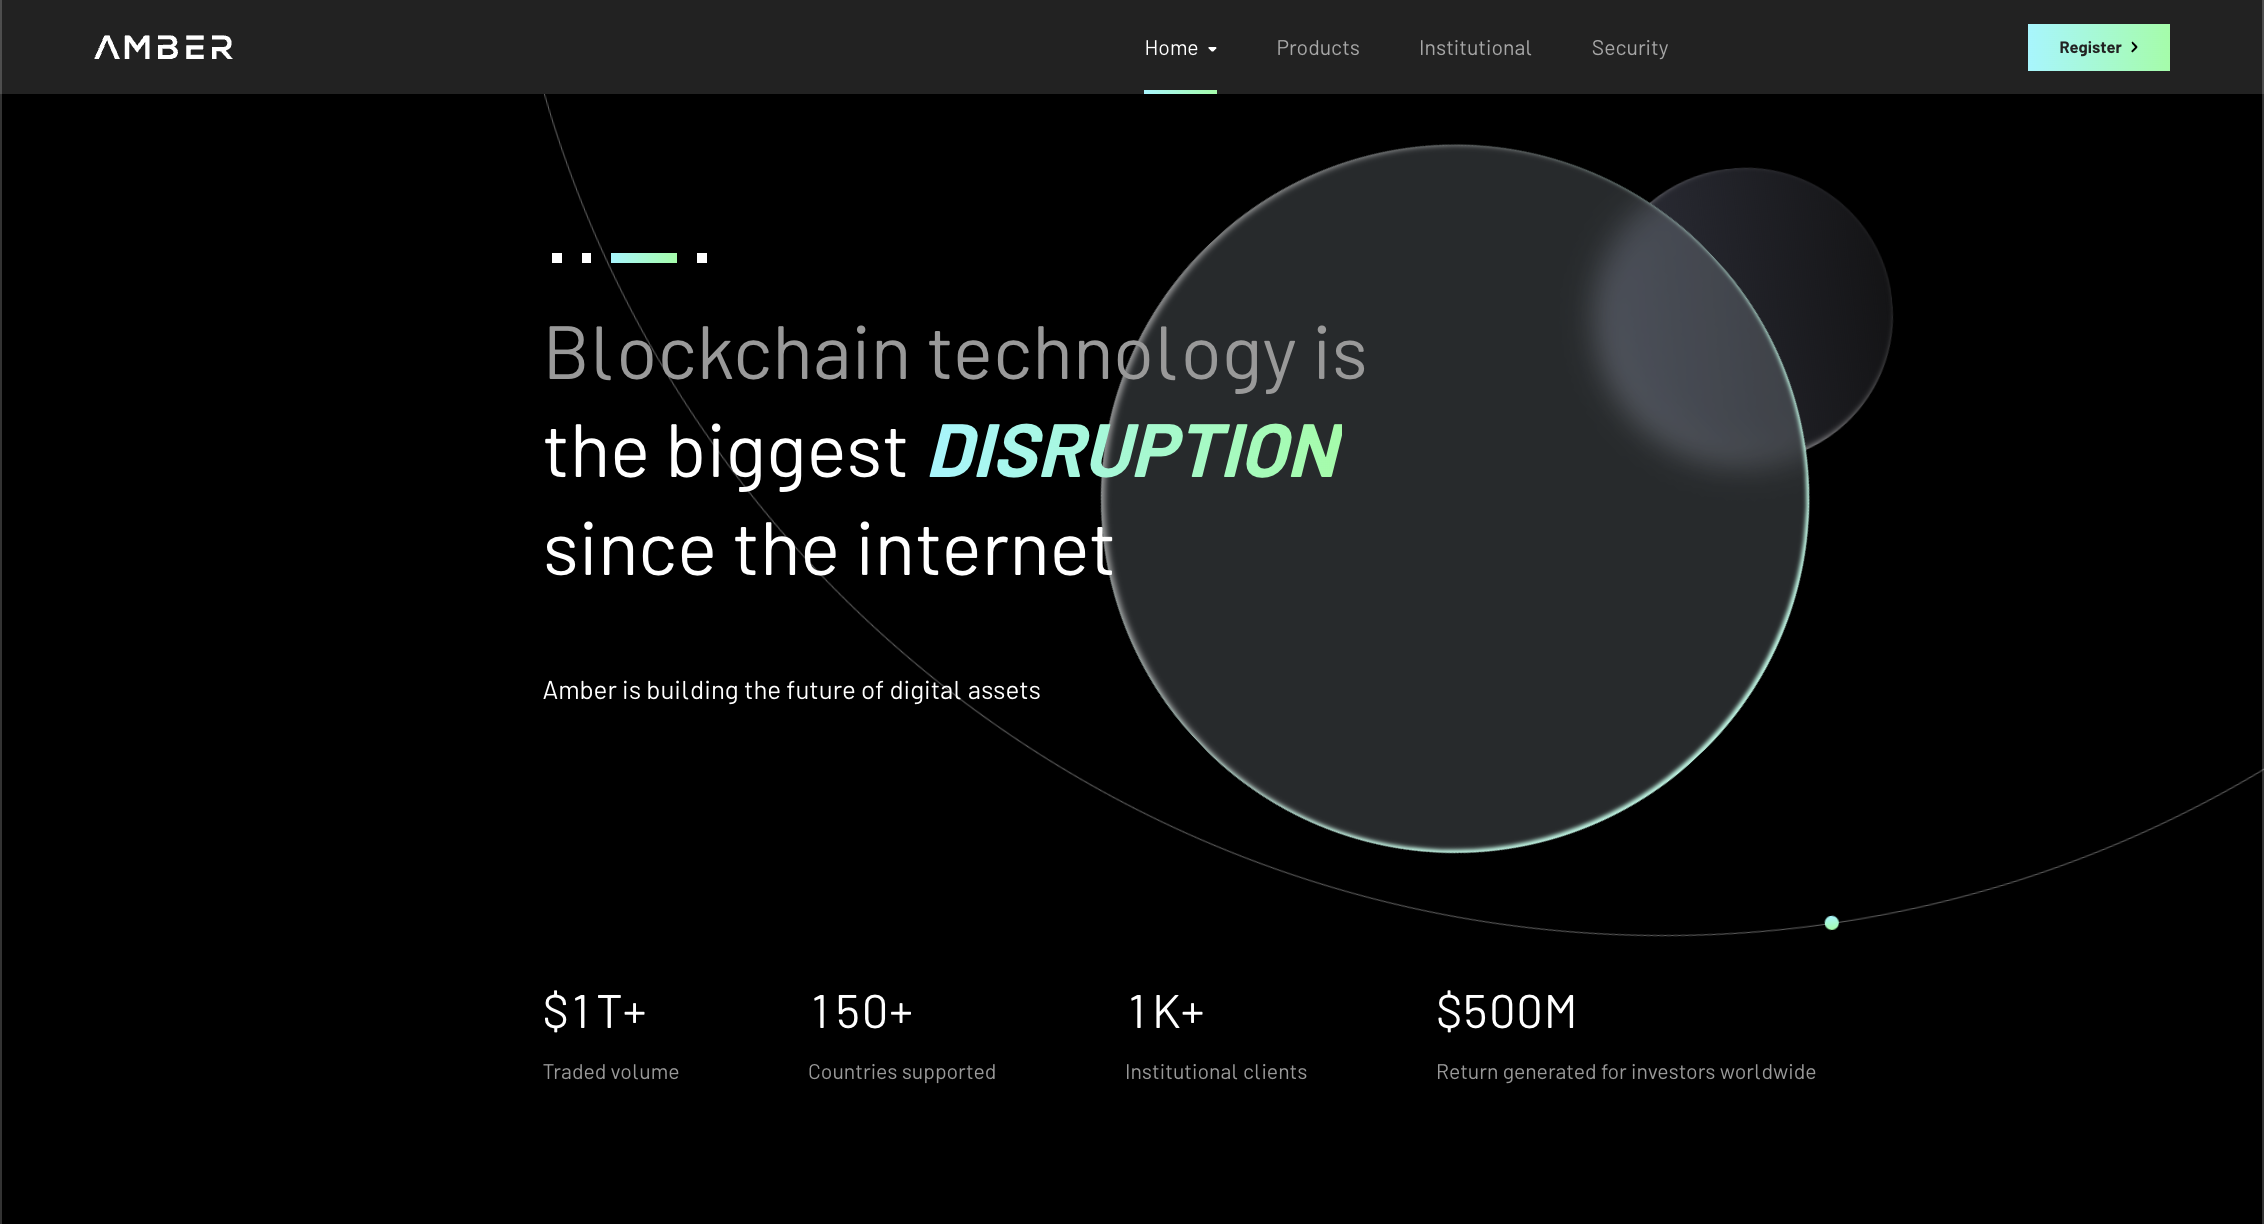 AMBER
Home
Products
Institutional
Security
Register
Blockchain technology is
the biggest DISRUPTION
since the internet
Amber is building the future of digital assets
$1T+
Traded volume
150+
Countries supported
1K+
Institutional clients
$500M
Return generated for investors worldwide